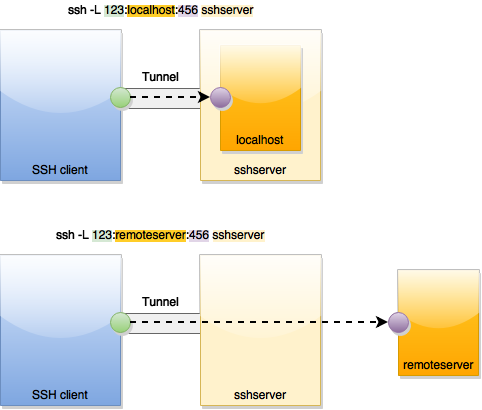 ssh -L 123:localhost:456 sshserver
Tunnel
localhost
SSH client
sshserver
ssh -L 123:remoteserver:456 sshserver
Tunnel
remoteserver
SSH client
sshserver